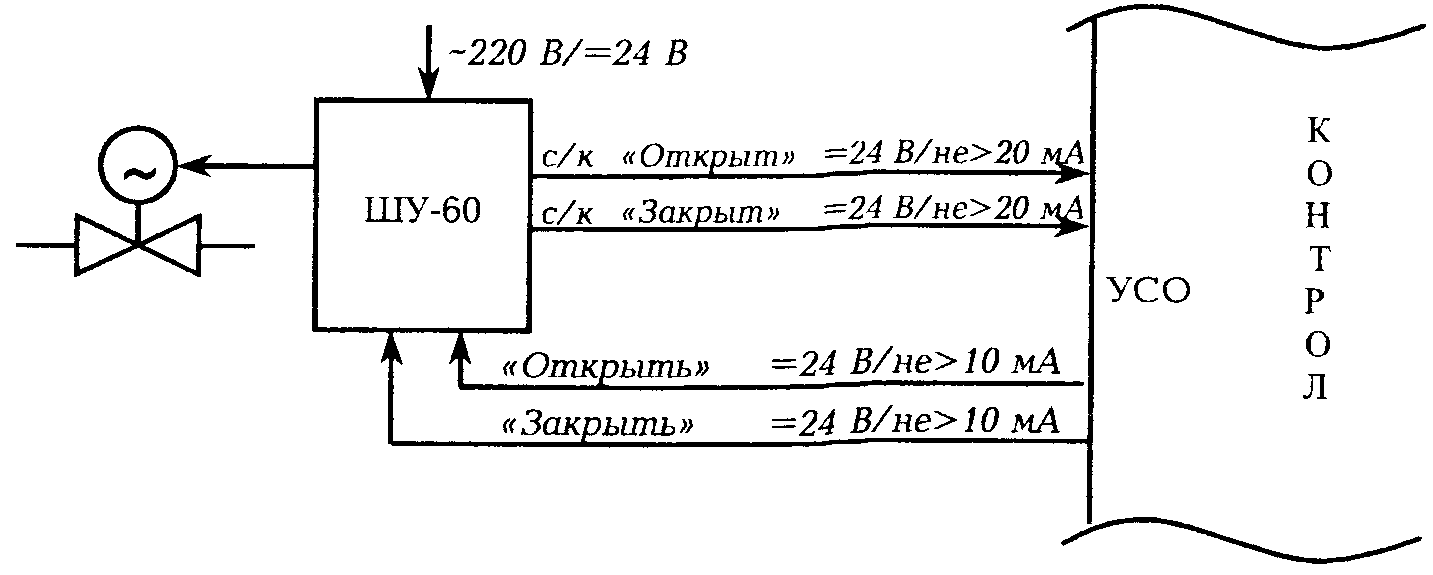 ~220 В/=24 В
с/к «Открыт» =24 В/не>20 мА
ШУ-60
с/к «Закрыт» =24 В/не>20 мА
УСО
«Открыть» =24 В/не>10 мА
«Закрыть» =24 В/не>10 мА
К
О
Н
Т
Р
О
Л
~